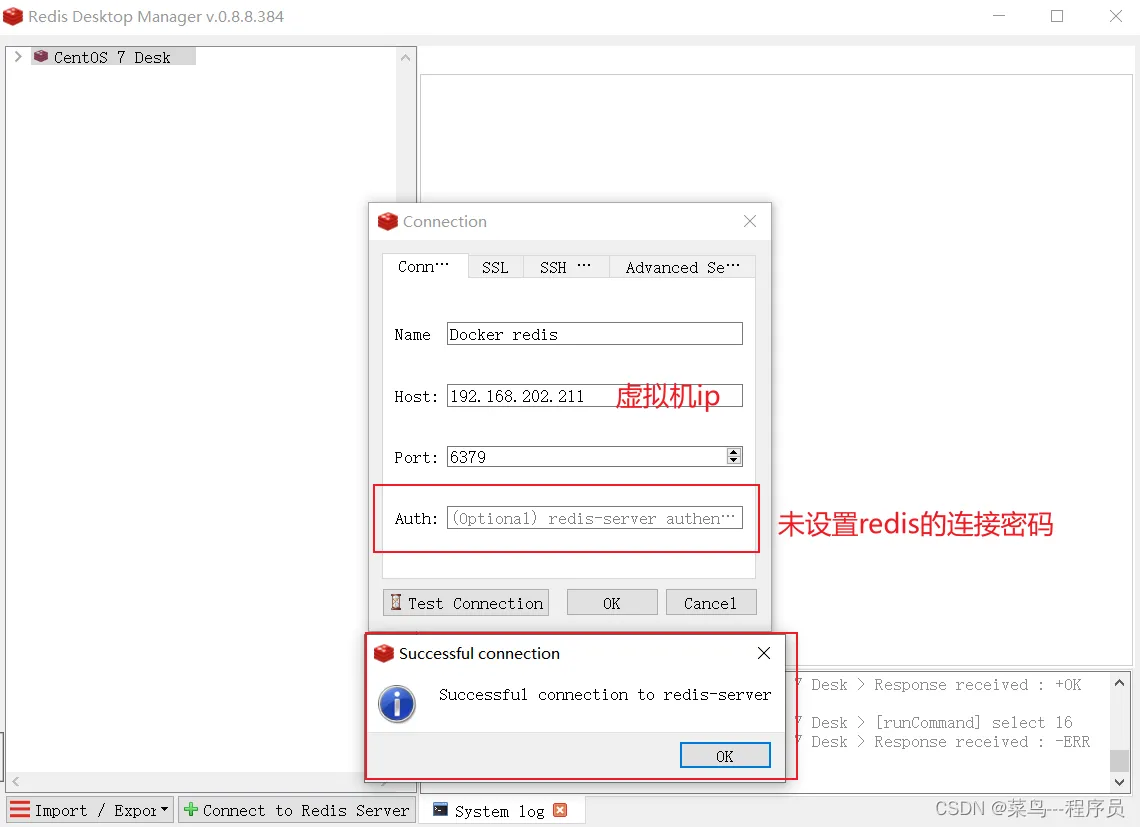 Redis Desktop Manager v.0.8.8.384
CentOS 7 Desk
Connection
Conn··· SSL SSH ··· Advanced Se···
Name Docker redis
Host: 192.168.202.211 虚拟机ip
Port: 6379
Auth: (Optional) redis-server authen···
未设置redis的连接密码
Test Connection OK Cancel
Successful connection
Successful connection to redis-server
OK
7 Desk > Response received : +OK
7 Desk > [runCommand] select 16
7 Desk > Response received : -ERR
Import / Expor Connect to Redis Server System log
CSDN @菜鸟---程序员